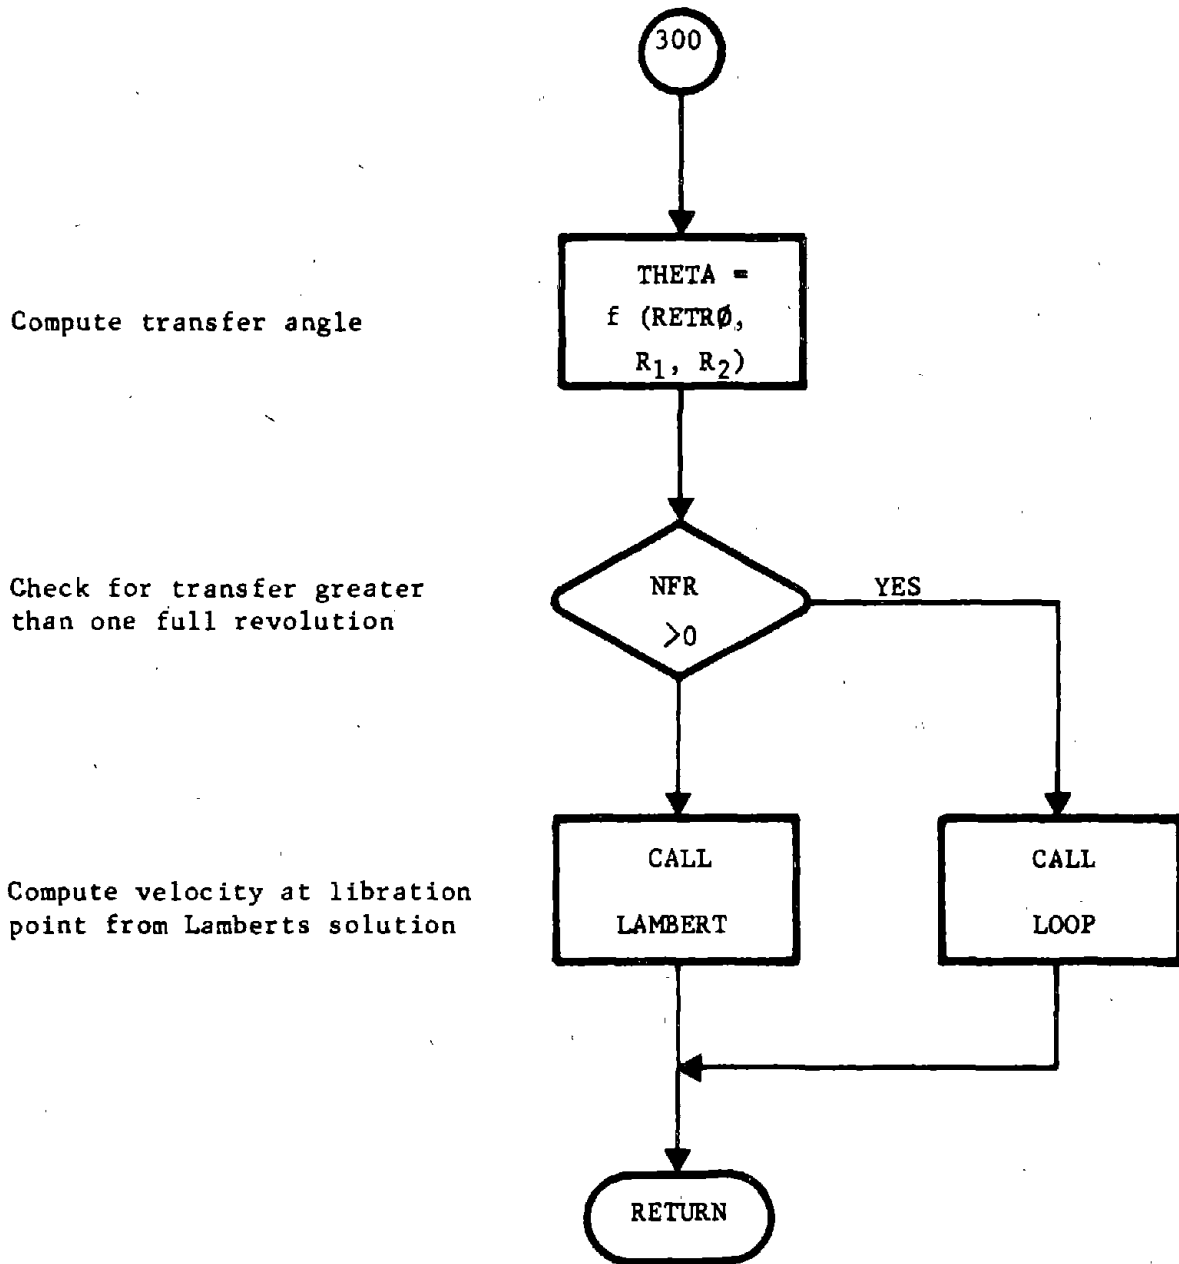 300
Compute transfer angle
THETA =
f (RETRØ,
R₁, R₂)
Check for transfer greater
than one full revolution
NFR
>0
YES
Compute velocity at libration
point from Lamberts solution
CALL
LAMBERT
CALL
LOOP
RETURN